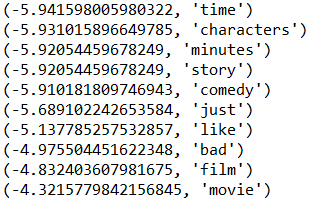 (-5.941598005980322, 'time')
(-5.931015896649785, 'characters')
(-5.92054459678249, 'minutes')
(-5.92054459678249, 'story')
(-5.910181809746943, 'comedy')
(-5.689102242653584, 'just')
(-5.137785257532857, 'like')
(-4.975504451622348, 'bad')
(-4.832403607981675, 'film')
(-4.3215779842156845, 'movie')